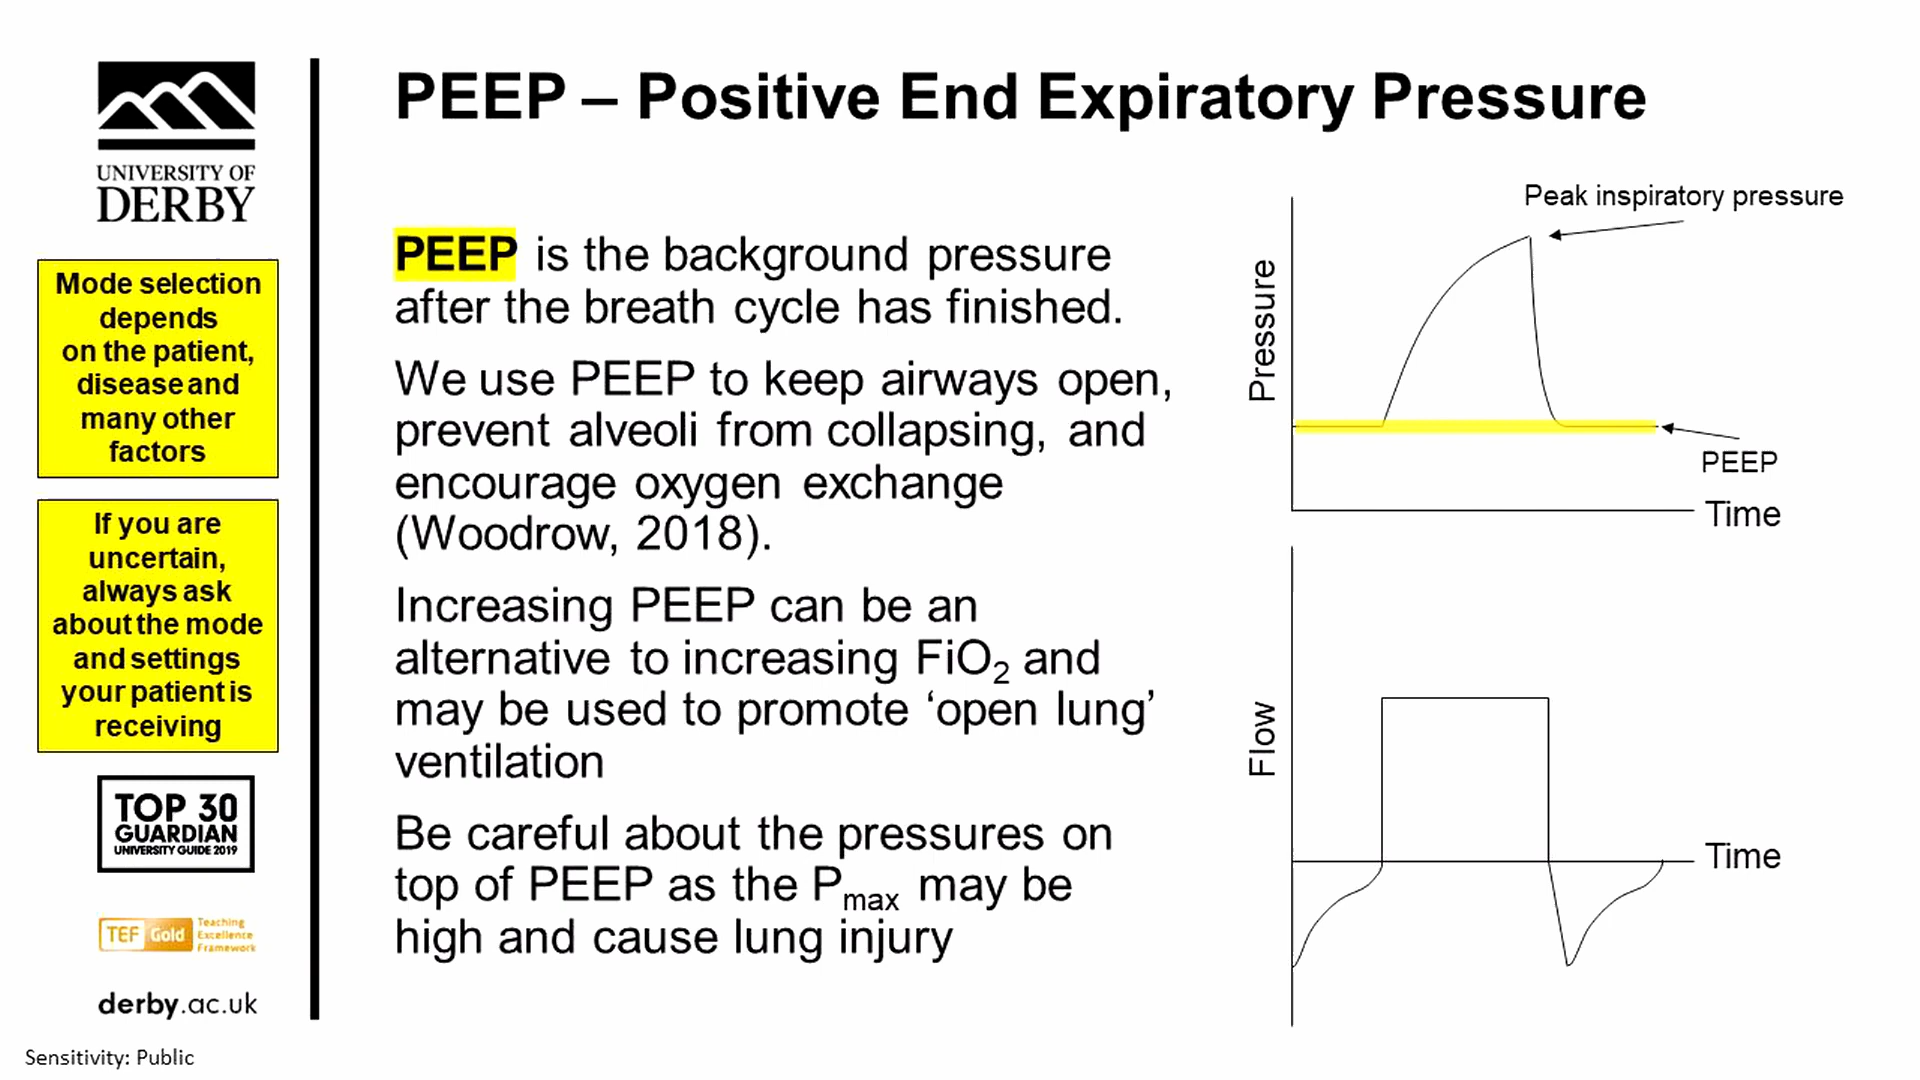 UNIVERSITY OF
DERBY
Mode selection
depends
on the patient,
disease and
many other
factors
If you are
uncertain,
always ask
about the mode
and settings
your patient is
receiving
TOP 30
GUARDIAN
UNIVERSITY GUIDE 2019
TEF Gold
Teaching
Excellence
Framework
derby.ac.uk
Sensitivity: Public
PEEP – Positive End Expiratory Pressure
PEEP is the background pressure
after the breath cycle has finished.
We use PEEP to keep airways open,
prevent alveoli from collapsing, and
encourage oxygen exchange
(Woodrow, 2018).
Increasing PEEP can be an
alternative to increasing FiO₂ and
may be used to promote ‘open lung’
ventilation
Be careful about the pressures on
top of PEEP as the Pmax may be
high and cause lung injury
Peak inspiratory pressure
Pressure
PEEP
Time
Flow
Time